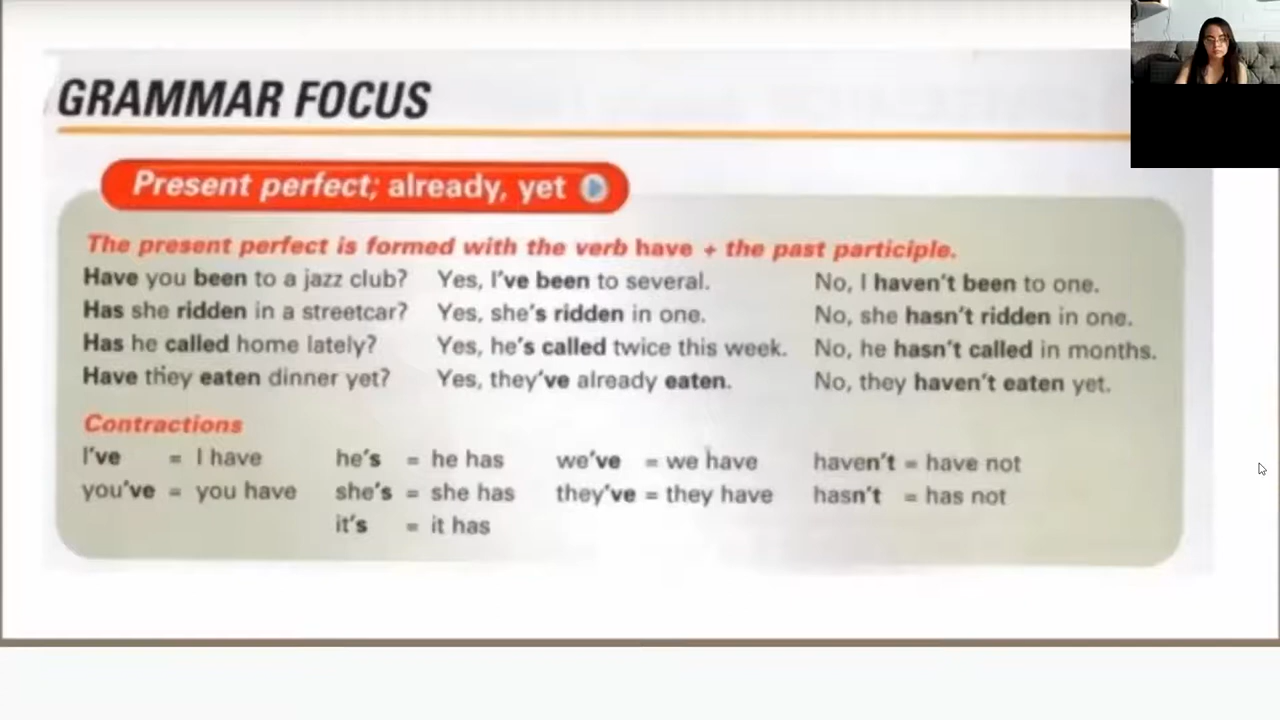 GRAMMAR FOCUS
Present perfect; already, yet
The present perfect is formed with the verb have + the past participle.
Have you been to a jazz club? Yes, I've been to several. No, I haven't been to one.
Has she ridden in a streetcar? Yes, she's ridden in one. No, she hasn't ridden in one.
Has he called home lately? Yes, he's called twice this week. No, he hasn't called in months.
Have they eaten dinner yet? Yes, they've already eaten. No, they haven't eaten yet.
Contractions
I've = I have he's = he has we've = we have haven't = have not
you've = you have she's = she has they've = they have hasn't = has not
it's = it has